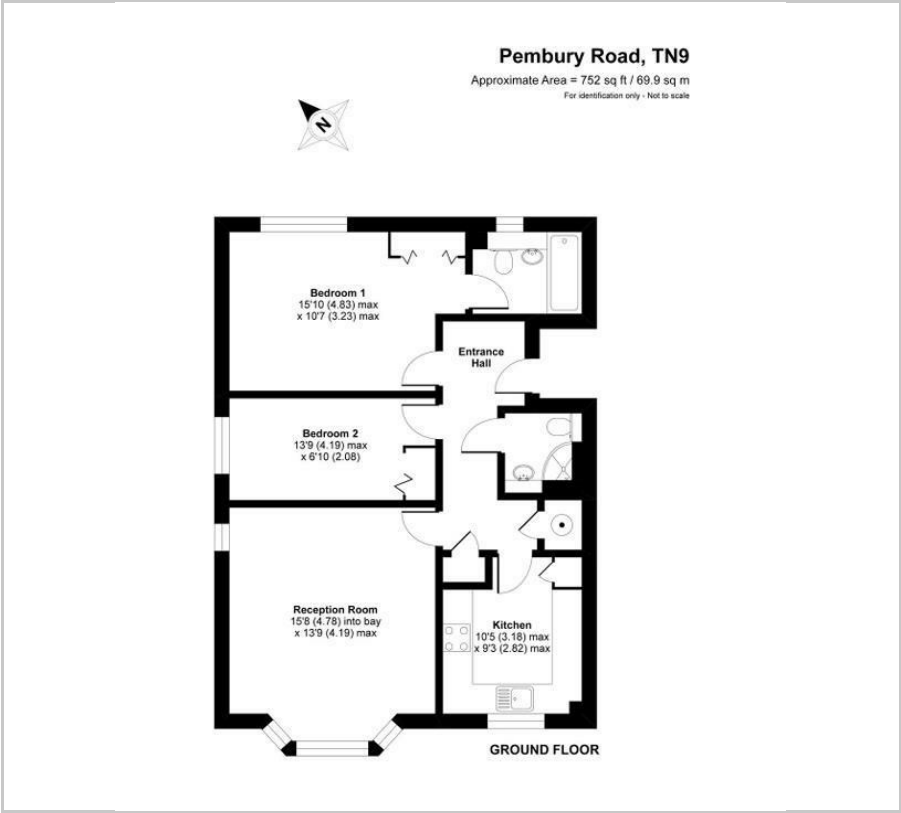 Pembury Road, TN9
Approximate Area = 752 sq ft / 69.9 sq m
For identification only - Not to scale
N
Bedroom 1
15'10 (4.83) max
x 10'7 (3.23) max
Entrance
Hall
Bedroom 2
13'9 (4.19) max
x 6'10 (2.08)
Reception Room
15'8 (4.78) into bay
x 13'9 (4.19) max
Kitchen
10'5 (3.18) max
x 9'3 (2.82) max
GROUND FLOOR